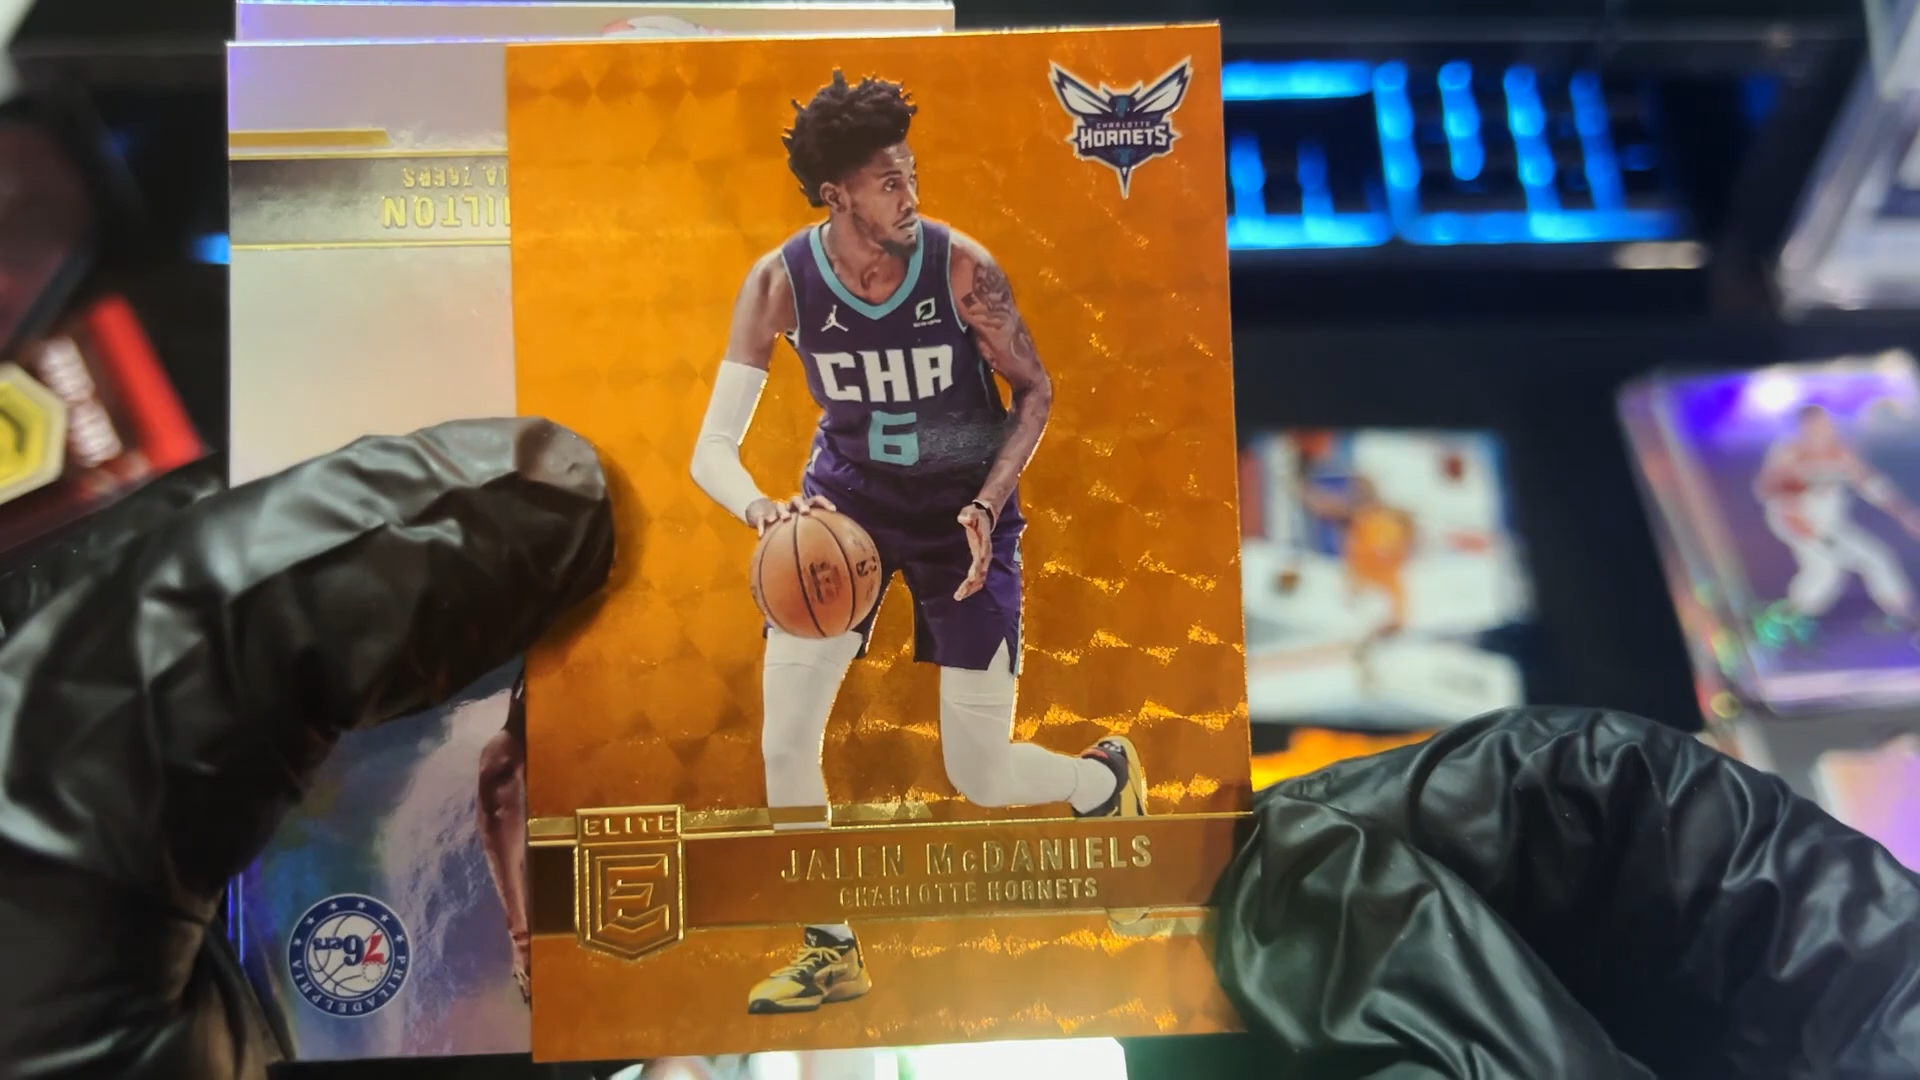 CHARLOTTE
HORNETS
CHA
6
ELITE
E
JALEN McDANIELS
CHARLOTTE HORNETS
ILTON
IA 76ERS
76ers
PHILADELPHIA